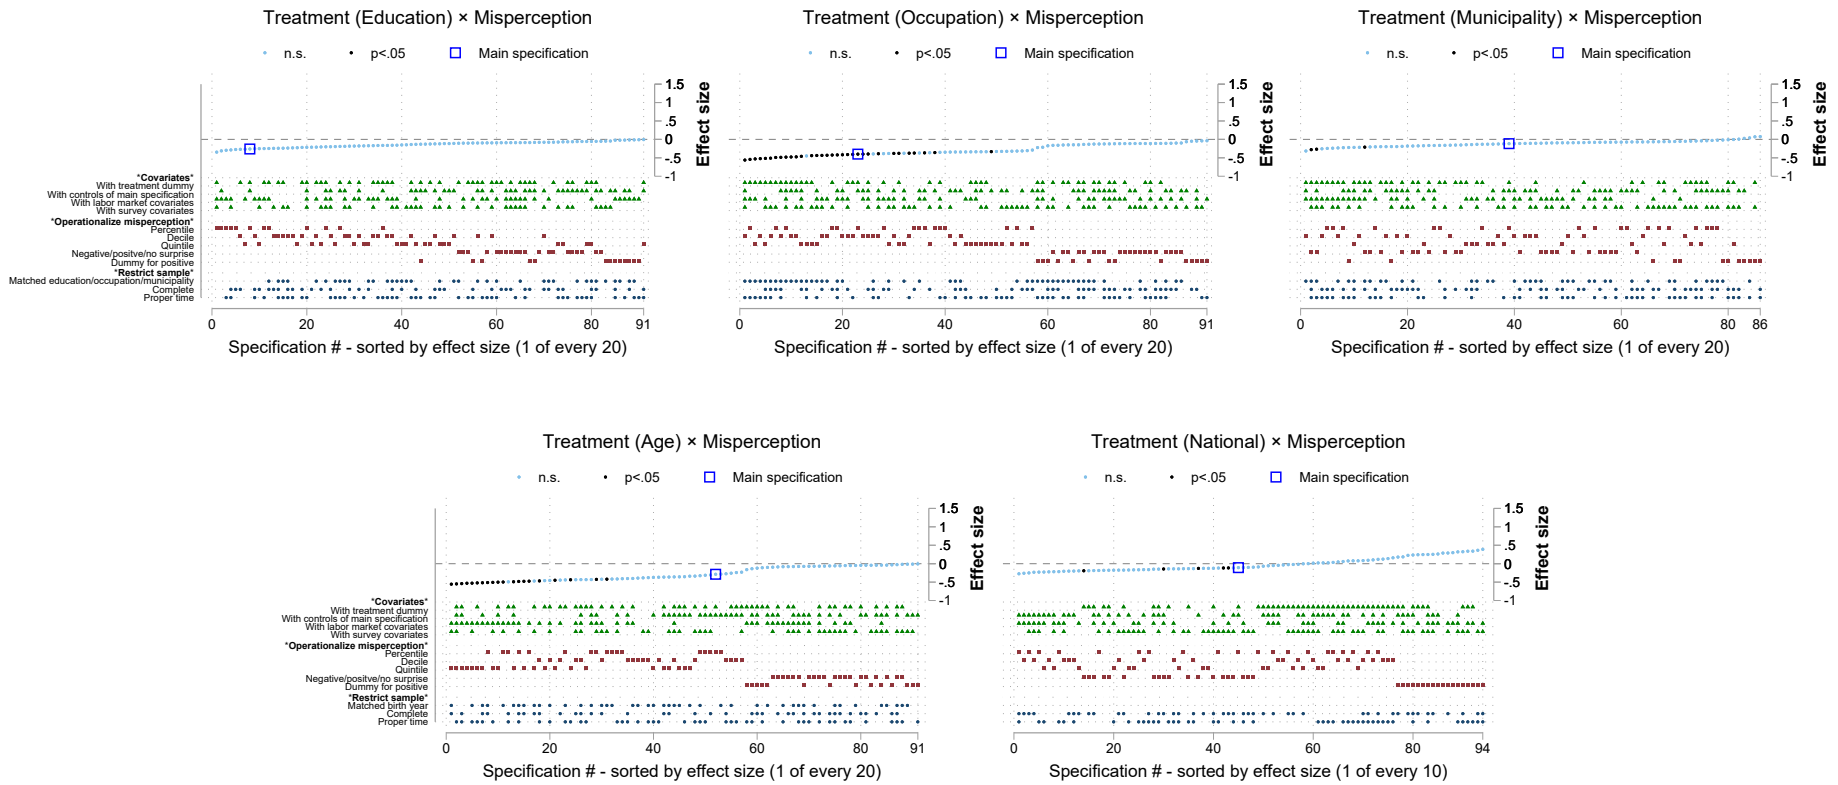 Treatment (Education) × Misperception
n.s.
p<.05
Main specification
1.5
1
.5
0
-.5
-1
Effect size
*Covariates*
With treatment dummy
With controls of main specification
With labor market covariates
With survey covariates
*Operationalize misperception*
Percentile
Decile
Quintile
Negative/positve/no surprise
Dummy for positive
*Restrict sample*
Matched education/occupation/municipality
Complete
Proper time
0 20 40 60 80 91
Specification # - sorted by effect size (1 of every 20)
Treatment (Occupation) × Misperception
n.s.
p<.05
Main specification
1.5
1
.5
0
-.5
-1
Effect size
0 20 40 60 80 91
Specification # - sorted by effect size (1 of every 20)
Treatment (Municipality) × Misperception
n.s.
p<.05
Main specification
1.5
1
.5
0
-.5
-1
Effect size
0 20 40 60 80 86
Specification # - sorted by effect size (1 of every 20)
Treatment (Age) × Misperception
n.s.
p<.05
Main specification
1.5
1
.5
0
-.5
-1
Effect size
*Covariates*
With treatment dummy
With controls of main specification
With labor market covariates
With survey covariates
*Operationalize misperception*
Percentile
Decile
Quintile
Negative/positve/no surprise
Dummy for positive
*Restrict sample*
Matched birth year
Complete
Proper time
0 20 40 60 80 91
Specification # - sorted by effect size (1 of every 20)
Treatment (National) × Misperception
n.s.
p<.05
Main specification
1.5
1
.5
0
-.5
-1
Effect size
0 20 40 60 80 94
Specification # - sorted by effect size (1 of every 10)